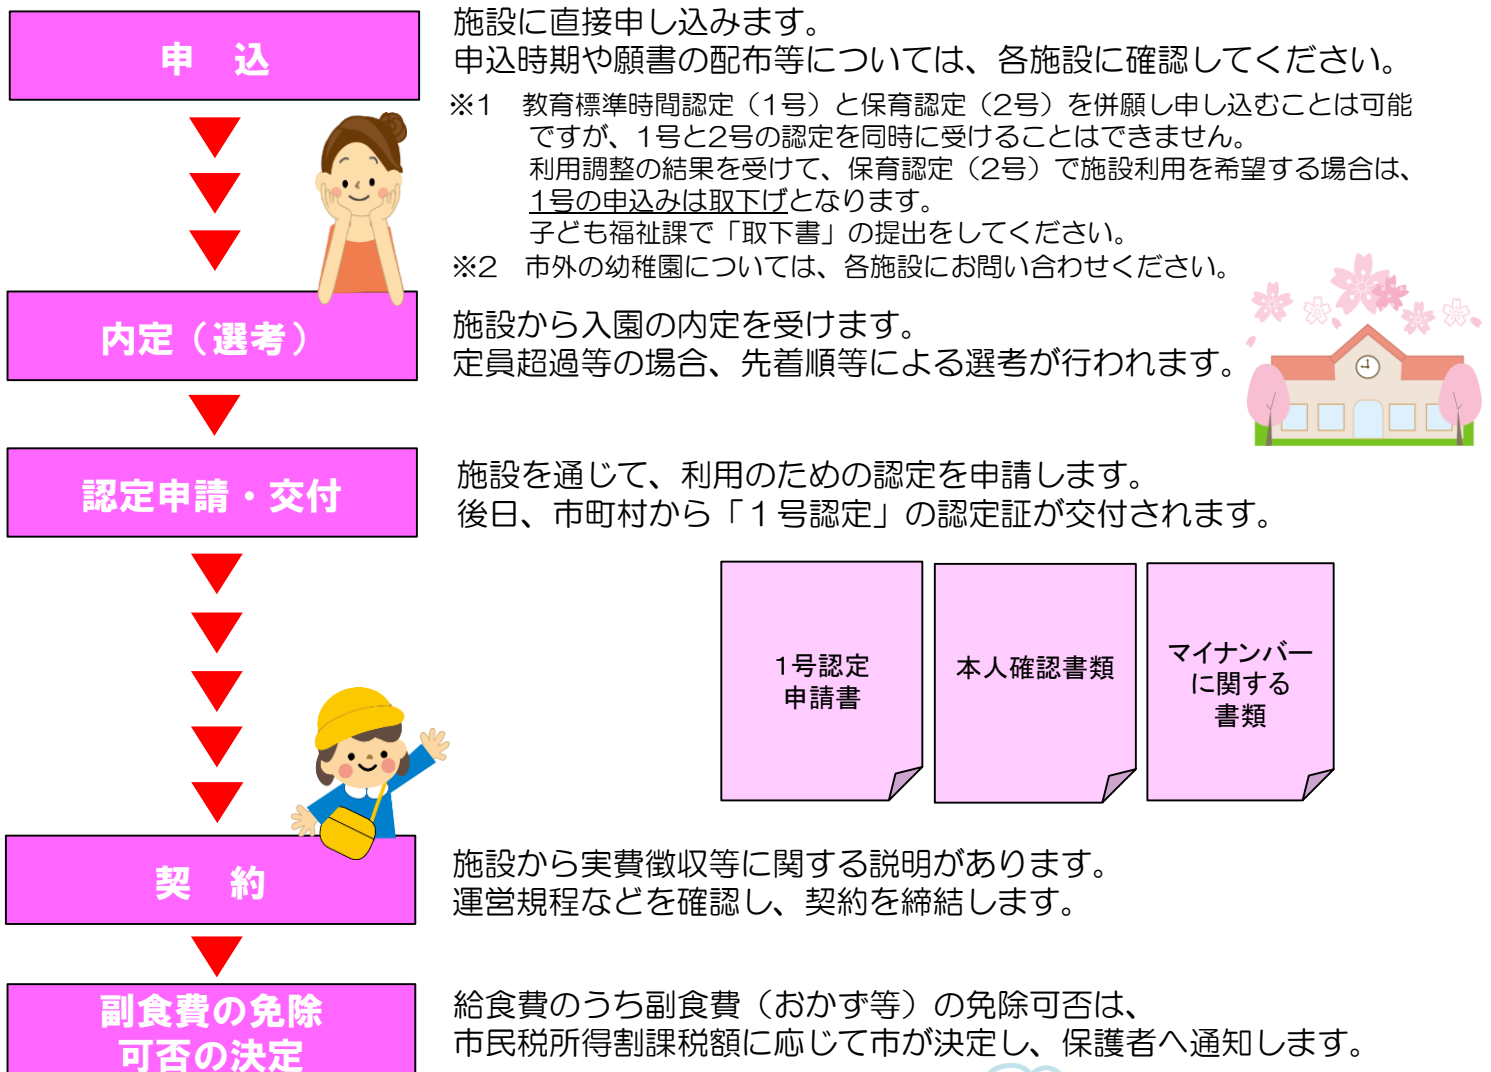 申　込
施設に直接申し込みます。
申込時期や願書の配布等については、各施設に確認してください。
※1　教育標準時間認定（1号）と保育認定（2号）を併願し申し込むことは可能
ですが、1号と2号の認定を同時に受けることはできません。
利用調整の結果を受けて、保育認定（2号）で施設利用を希望する場合は、
1号の申込みは取下げとなります。
子ども福祉課で「取下書」の提出をしてください。
※2　市外の幼稚園については、各施設にお問い合わせください。
内定（選考）
施設から入園の内定を受けます。
定員超過等の場合、先着順等による選考が行われます。
認定申請・交付
施設を通じて、利用のための認定を申請します。
後日、市町村から「１号認定」の認定証が交付されます。
1号認定
申請書
本人確認書類
マイナンバー
に関する
書類
契　約
施設から実費徴収等に関する説明があります。
運営規程などを確認し、契約を締結します。
副食費の免除
可否の決定
給食費のうち副食費（おかず等）の免除可否は、
市民税所得割課税額に応じて市が決定し、保護者へ通知します。